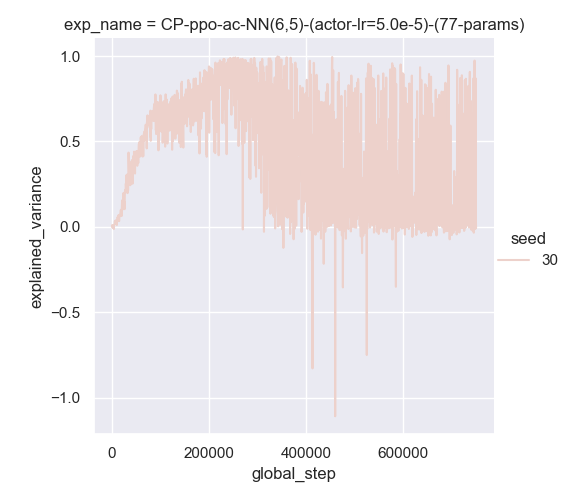 exp_name = CP-ppo-ac-NN(6,5)-(actor-lr=5.0e-5)-(77-params)
1.0
0.5
0.0
−0.5
−1.0
explained_variance
0
200000
400000
600000
global_step
seed
30